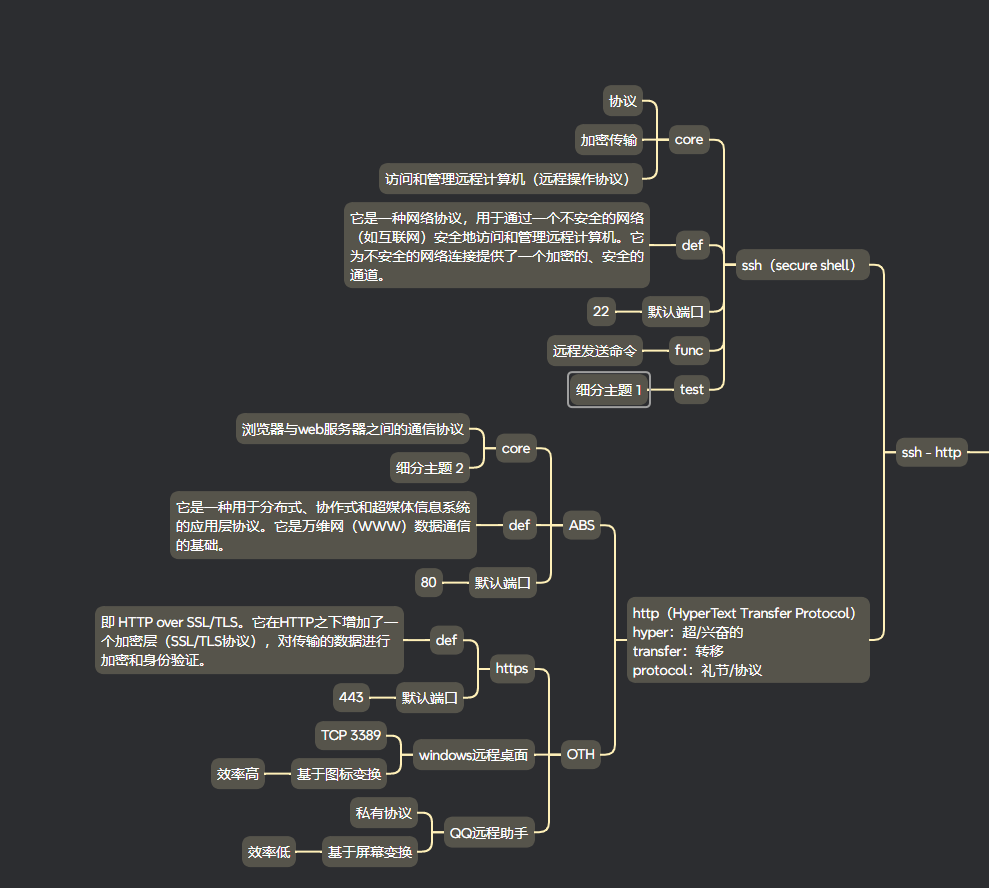 协议
加密传输
core
访问和管理远程计算机（远程操作协议）
它是一种网络协议，用于通过一个不安全的网络
（如互联网）安全地访问和管理远程计算机。它
为不安全的网络连接提供了一个加密的、安全的
通道。
def
ssh（secure shell）
22
默认端口
远程发送命令
func
细分主题 1
test
浏览器与web服务器之间的通信协议
core
细分主题 2
ssh - http
它是一种用于分布式、协作式和超媒体信息系统
的应用层协议。它是万维网（WWW）数据通信
的基础。
def
ABS
80
默认端口
http（HyperText Transfer Protocol）
hyper：超/兴奋的
transfer：转移
protocol：礼节/协议
即 HTTP over SSL/TLS。它在HTTP之下增加了一
个加密层（SSL/TLS协议），对传输的数据进行
加密和身份验证。
def
https
443
默认端口
TCP 3389
windows远程桌面
OTH
效率高
基于图标变换
私有协议
QQ远程助手
效率低
基于屏幕变换